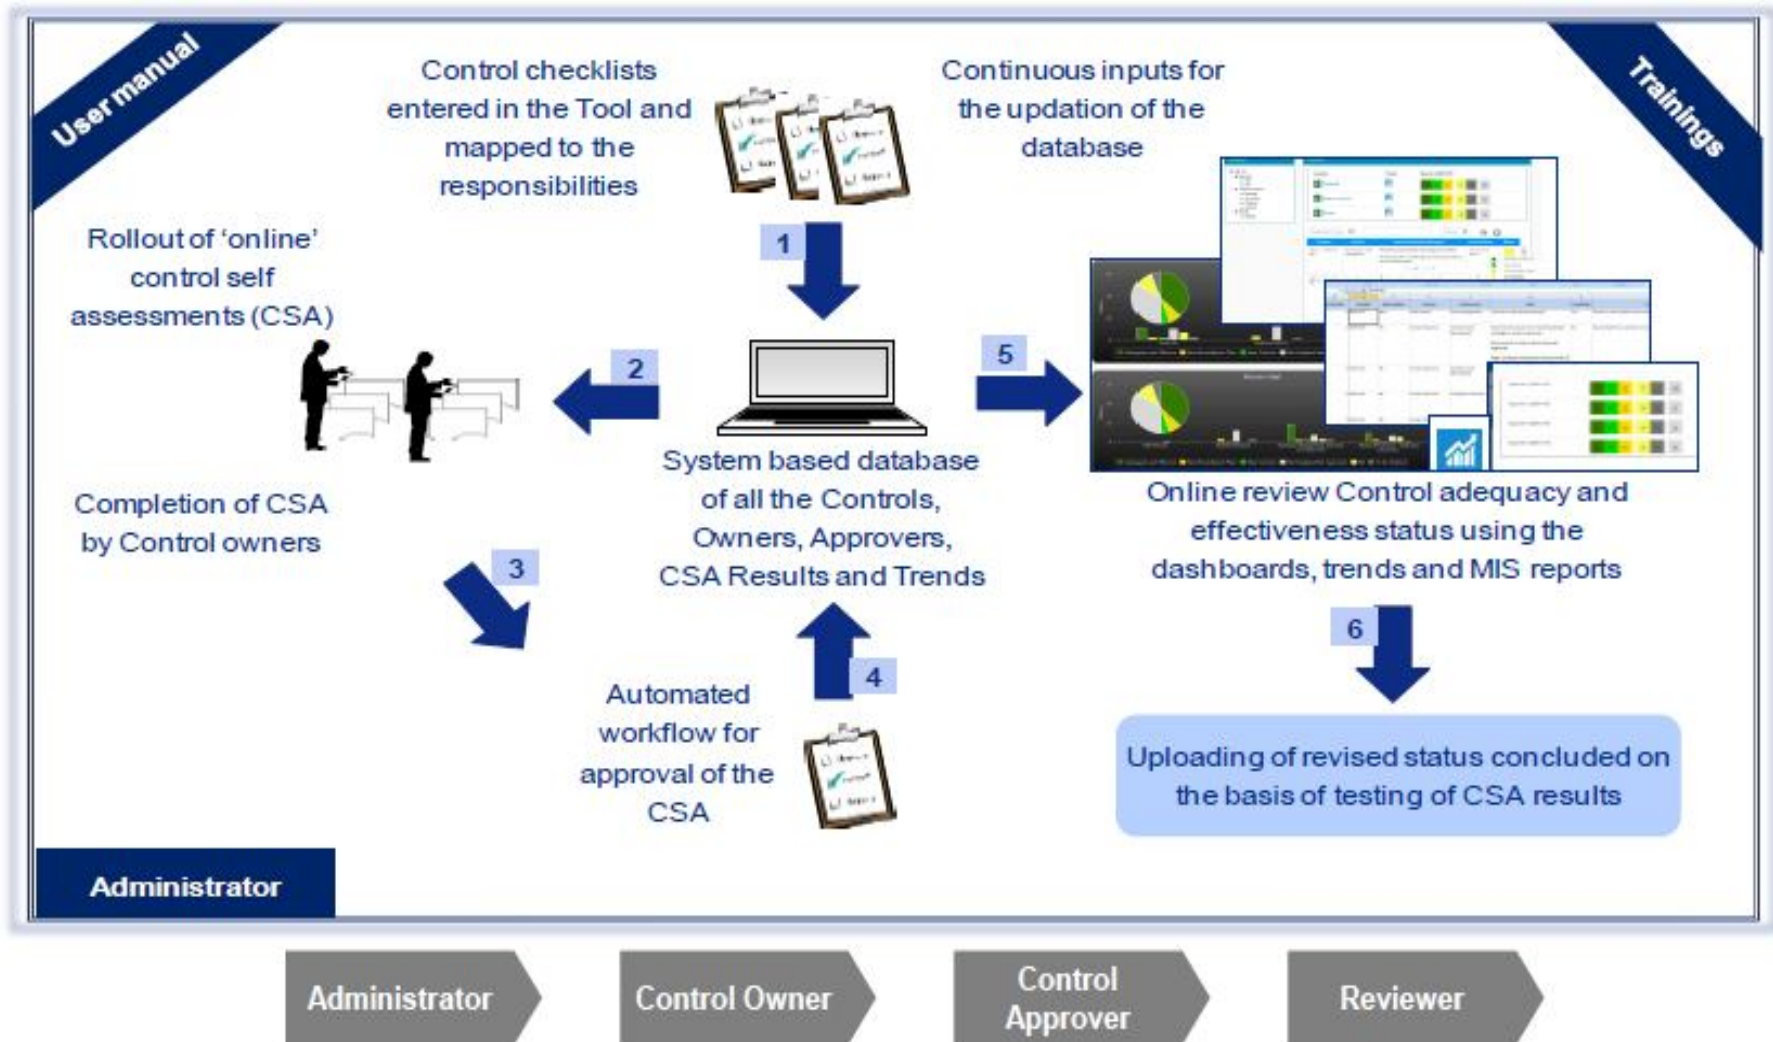 User manual
Control checklists
entered in the Tool and
mapped to the
responsibilities
Continuous inputs for
the updation of the
database
Trainings
1
Rollout of ‘online’
control self
assessments (CSA)
2
5
Completion of CSA
by Control owners
System based database
of all the Controls,
Owners, Approvers,
CSA Results and Trends
Online review Control adequacy and
effectiveness status using the
dashboards, trends and MIS reports
3
4
6
Automated
workflow for
approval of the
CSA
Uploading of revised status concluded on
the basis of testing of CSA results
Administrator
Administrator
Control Owner
Control
Approver
Reviewer